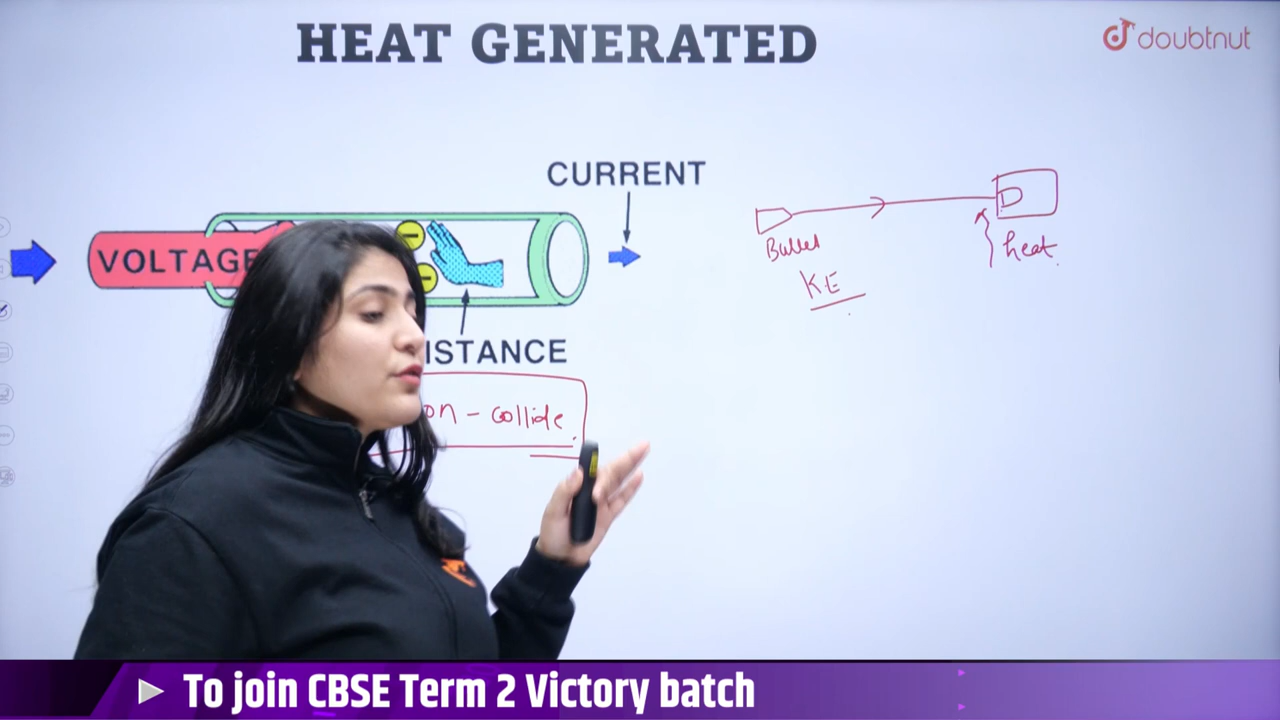 HEAT GENERATED
doubtnut
CURRENT
VOLTAGE
ISTANCE
on - collide.
Bullet
KE
D
heat.
To join CBSE Term 2 Victory batch